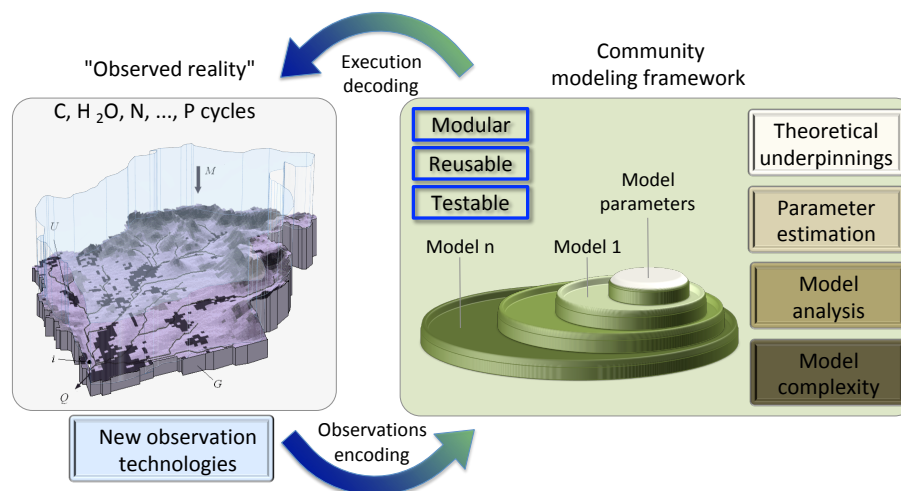 "Observed reality"
C, H 2O, N, ..., P cycles
M
U
I
Q
G
New observation
technologies
Execution
decoding
Observations
encoding
Community
modeling framework
Modular
Reusable
Testable
Model n
Model 1
Model
parameters
Theoretical
underpinnings
Parameter
estimation
Model
analysis
Model
complexity